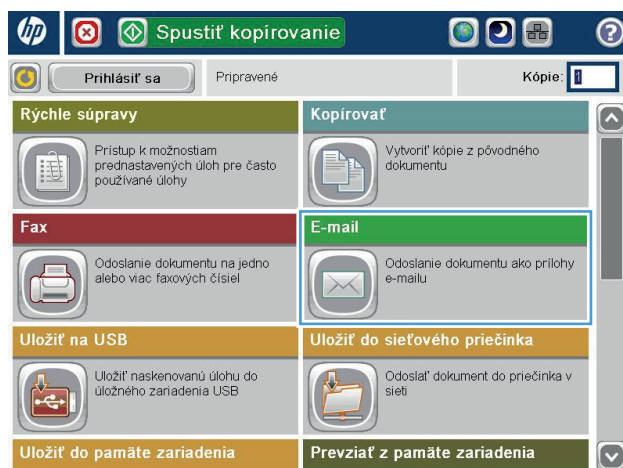 hp
Spustiť kopírovanie
?
Prihlásiť sa
Pripravené
Kópie: 1
Rýchle súpravy
Prístup k možnostiam
prednastavených úloh pre často
používané úlohy
Kopírovať
Vytvoriť kópie z pôvodného
dokumentu
Fax
Odoslanie dokumentu na jedno
alebo viac faxových čísiel
E-mail
Odoslanie dokumentu ako prílohy
e-mailu
Uložiť na USB
Uložiť naskenovanú úlohu do
úložného zariadenia USB
Uložiť do sieťového priečinka
Odoslať dokument do priečinka v
sieti
Uložiť do pamäte zariadenia
Prevziať z pamäte zariadenia